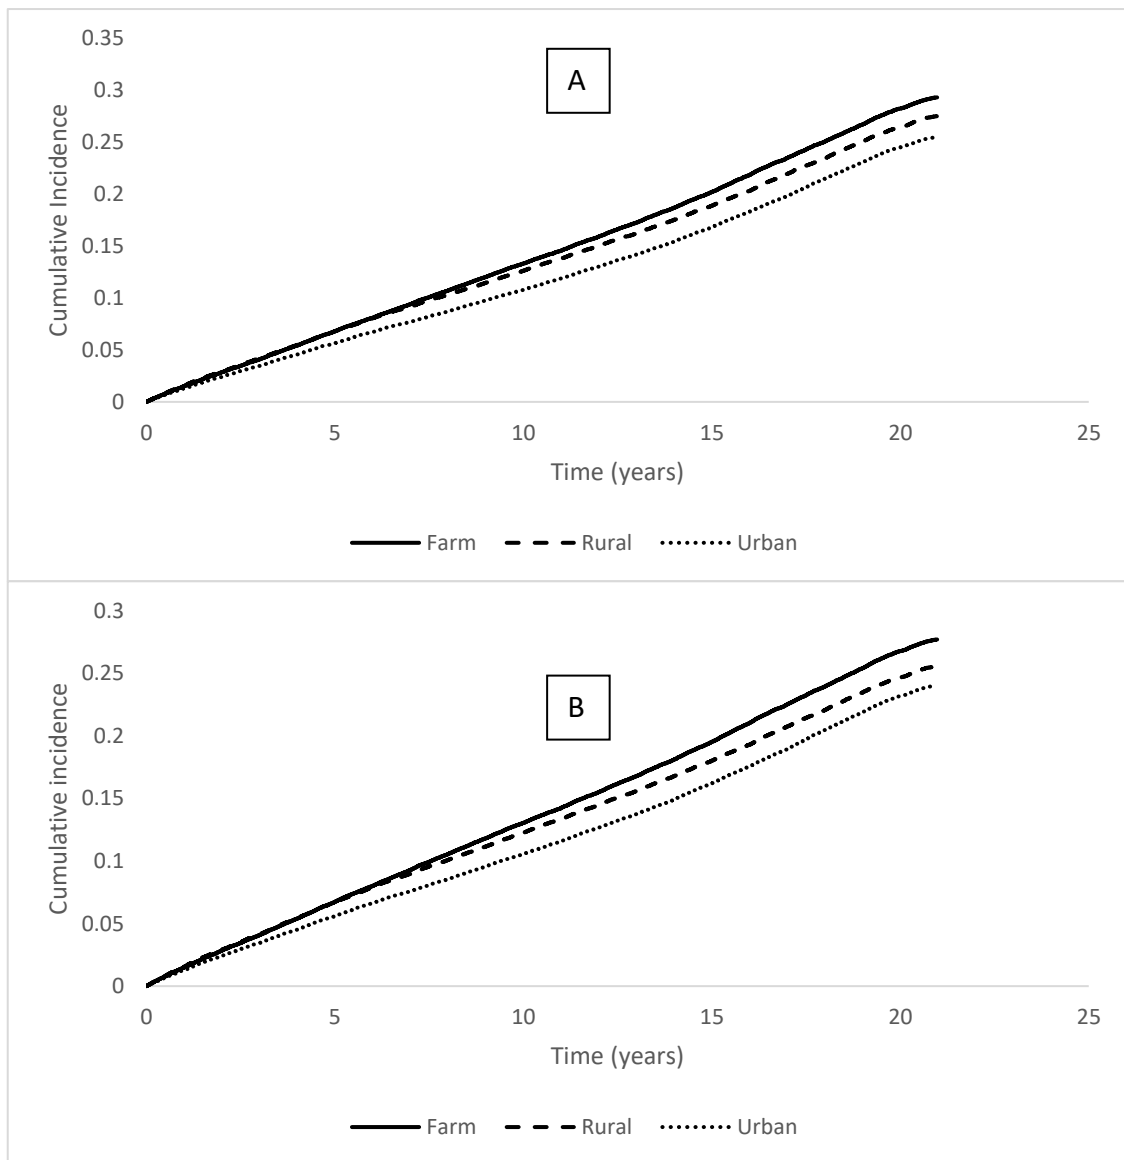 0.35
0.3
0.25
0.2
0.15
0.1
0.05
0
Cumulative Incidence
A
0 5 10 15 20 25
Time (years)
Farm Rural Urban
0.3
0.25
0.2
0.15
0.1
0.05
0
Cumulative incidence
B
0 5 10 15 20 25
Time (years)
Farm Rural Urban